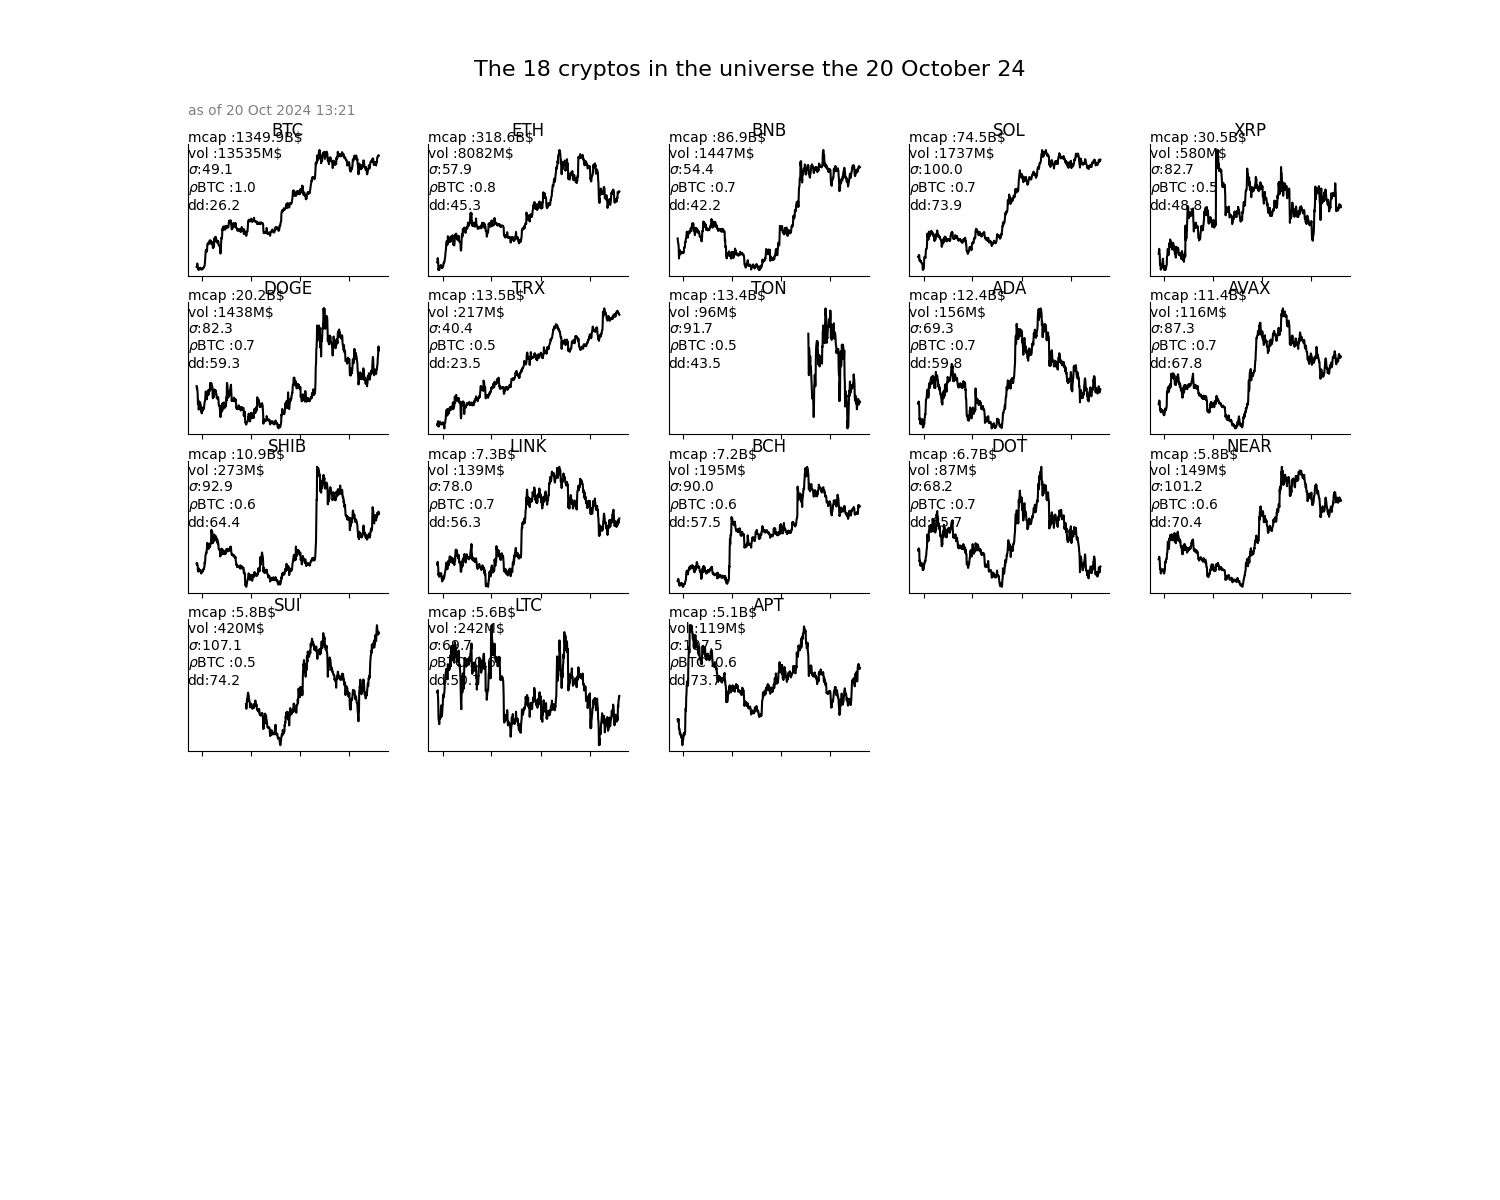 The 18 cryptos in the universe the 20 October 24
as of 20 Oct 2024 13:21
BTC
mcap :1349.9B$
vol :13535M$
σ:49.1
ρBTC :1.0
dd:26.2
ETH
mcap :318.6B$
vol :8082M$
σ:57.9
ρBTC :0.8
dd:45.3
BNB
mcap :86.9B$
vol :1447M$
σ:54.4
ρBTC :0.7
dd:42.2
SOL
mcap :74.5B$
vol :1737M$
σ:100.0
ρBTC :0.7
dd:73.9
XRP
mcap :30.5B$
vol :580M$
σ:82.7
ρBTC :0.5
dd:48.8
DOGE
mcap :20.2B$
vol :1438M$
σ:82.3
ρBTC :0.7
dd:59.3
TRX
mcap :13.5B$
vol :217M$
σ:40.4
ρBTC :0.5
dd:23.5
TON
mcap :13.4B$
vol :96M$
σ:91.7
ρBTC :0.5
dd:43.5
ADA
mcap :12.4B$
vol :156M$
σ:69.3
ρBTC :0.7
dd:59.8
AVAX
mcap :11.4B$
vol :116M$
σ:87.3
ρBTC :0.7
dd:67.8
SHIB
mcap :10.9B$
vol :273M$
σ:92.9
ρBTC :0.6
dd:64.4
LINK
mcap :7.3B$
vol :139M$
σ:78.0
ρBTC :0.7
dd:56.3
BCH
mcap :7.2B$
vol :195M$
σ:90.0
ρBTC :0.6
dd:57.5
DOT
mcap :6.7B$
vol :87M$
σ:68.2
ρBTC :0.7
NEAR
mcap :5.8B$
vol :149M$
σ:101.2
ρBTC :0.6
dd:70.4
SUI
mcap :5.8B$
vol :420M$
σ:107.1
ρBTC :0.5
dd:74.2
LTC
mcap :5.6B$
vol :242M$
APT
mcap :5.1B$
vol :119M$
ρBTC :0.6